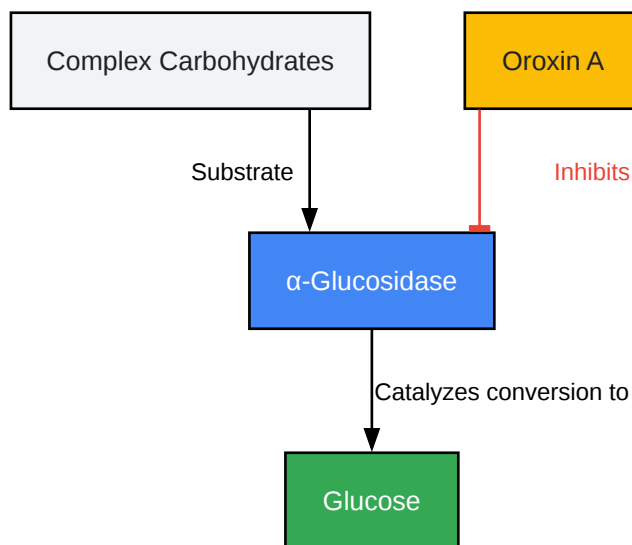 Complex Carbohydrates
Oroxin A
Substrate
Inhibits
α-Glucosidase
Catalyzes conversion to
Glucose